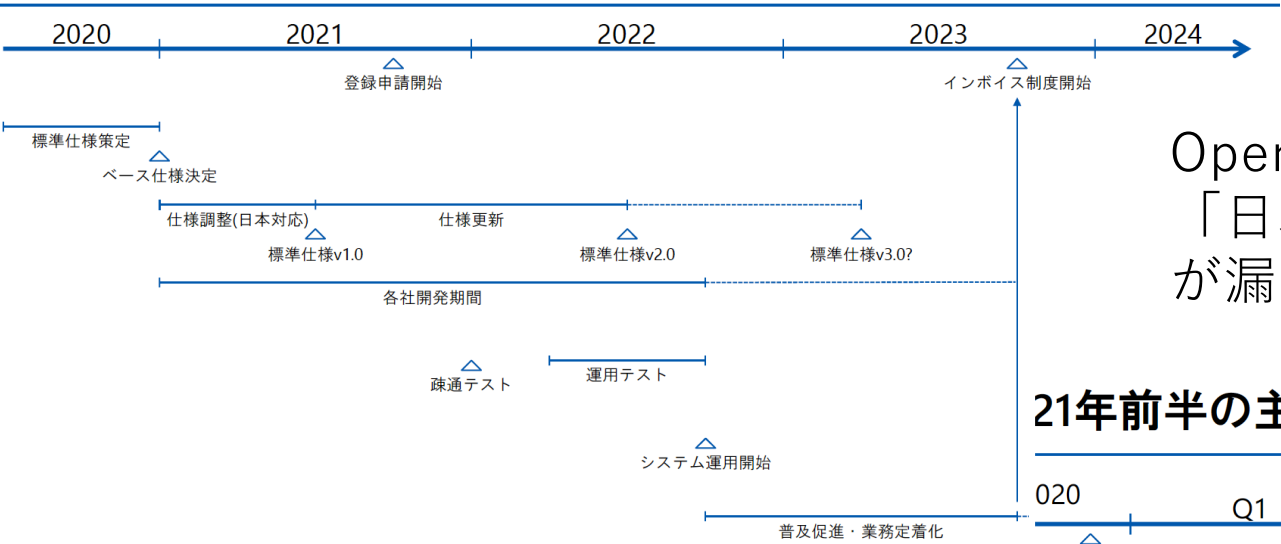 2020 2021 2022 2023 2024
登録申請開始 インボイス制度開始
標準仕様策定
ベース仕様決定
仕様調整(日本対応) 仕様更新
標準仕様v1.0 標準仕様v2.0 標準仕様v3.0?
各社開発期間
疎通テスト 運用テスト
システム運用開始
普及促進・業務定着化
が漏
21年前半の主
020 Q1